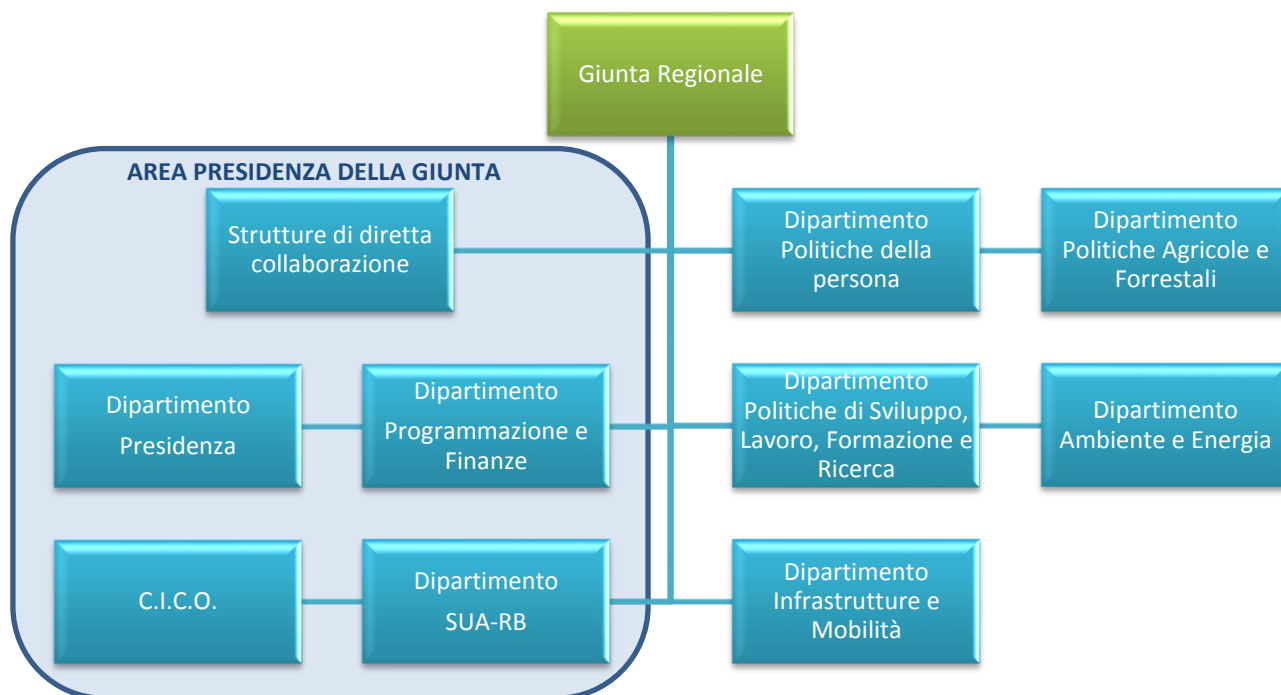 Giunta Regionale
AREA PRESIDENZA DELLA GIUNTA
Strutture di diretta
collaborazione
Dipartimento
Politiche della
persona
Dipartimento
Politiche Agricole e
Forrestali
Dipartimento
Presidenza
Dipartimento
Programmazione e
Finanze
Dipartimento
Politiche di Sviluppo,
Lavoro, Formazione e
Ricerca
Dipartimento
Ambiente e Energia
C.I.C.O.
Dipartimento
SUA-RB
Dipartimento
Infrastrutture e
Mobilità